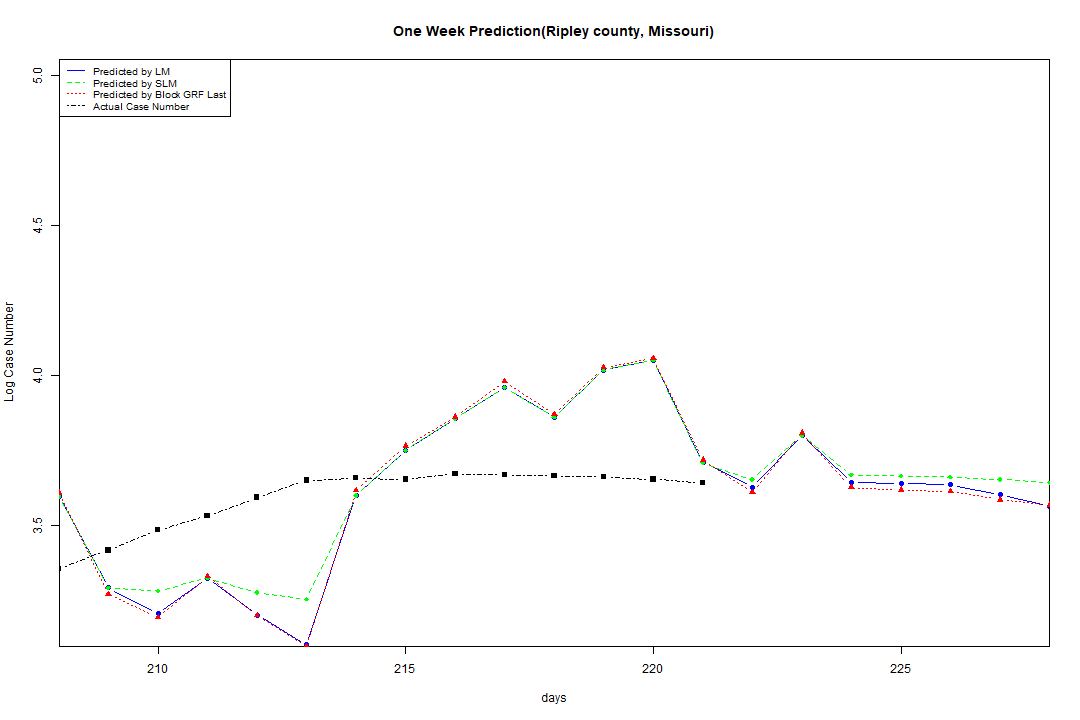 One Week Prediction(Ripley county, Missouri)
Predicted by LM
Predicted by SLM
Predicted by Block GRF Last
Actual Case Number
5.0
4.5
4.0
3.5
Log Case Number
210
215
220
225
days